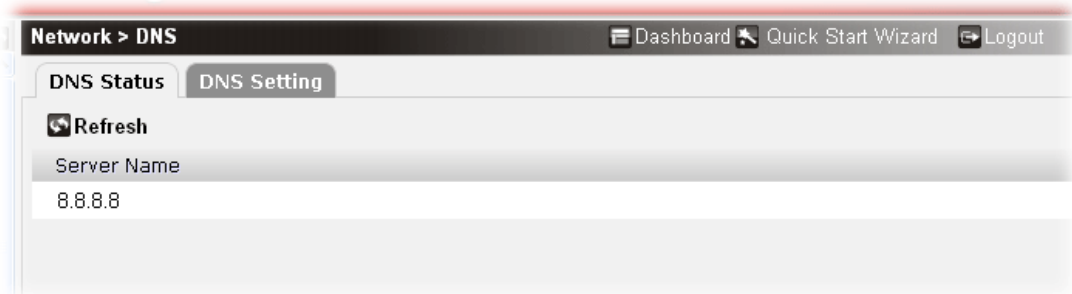 Network > DNS Dashboard Quick Start Wizard Logout
DNS Status DNS Setting
Refresh
Server Name
8.8.8.8